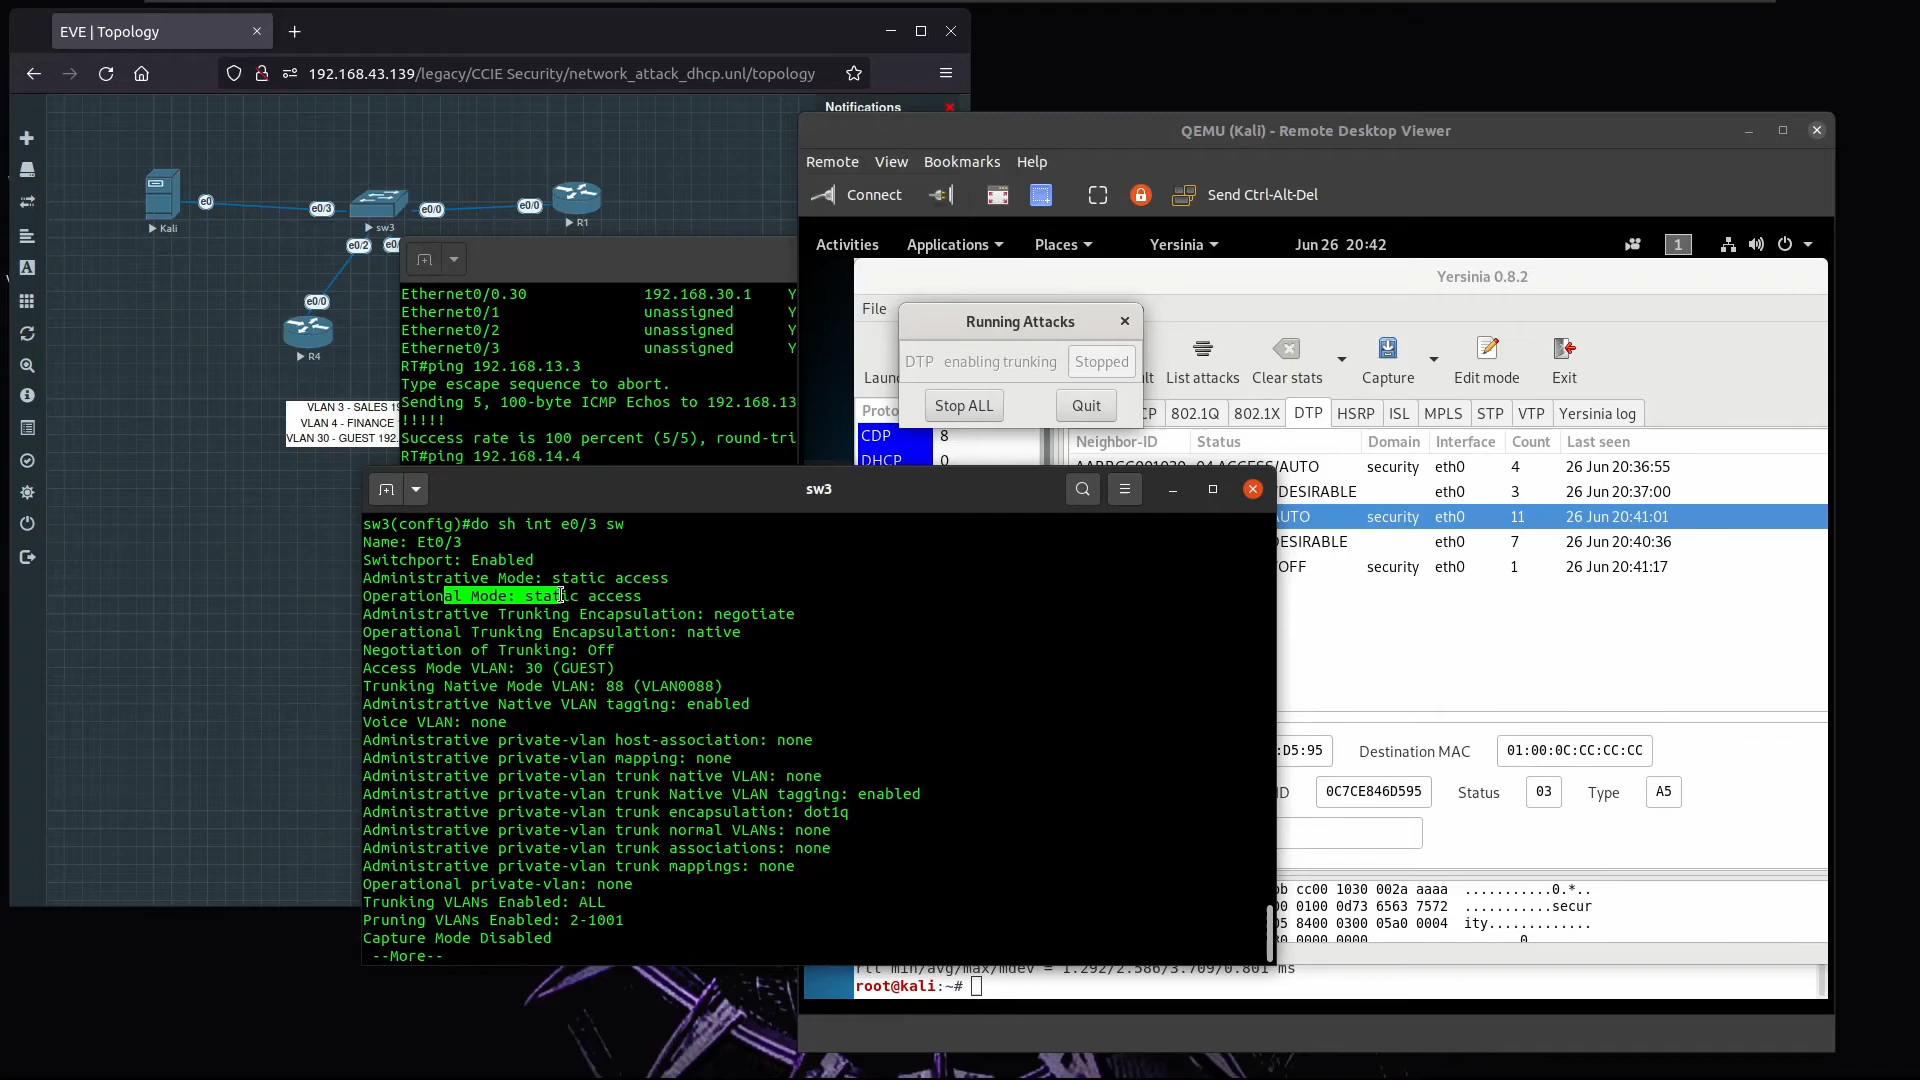 EVE | Topology
192.168.43.139/legacy/CCIE Security/network_attack_dhcp.unl/topology
Notifications
Kali
e0
e0/3
sw3
e0/0
e0/0
R1
e0/2
e0/
e0/0
R4
VLAN 3 - SALES 19
VLAN 4 - FINANCE
VLAN 30 - GUEST 192.
Ethernet0/0.30 192.168.30.1 Y
Ethernet0/1 unassigned Y
Ethernet0/2 unassigned Y
Ethernet0/3 unassigned Y
RT#ping 192.168.13.3
Type escape sequence to abort.
Sending 5, 100-byte ICMP Echos to 192.168.13
!!!!!
Success rate is 100 percent (5/5), round-tri
RT#ping 192.168.14.4
QEMU (Kali) - Remote Desktop Viewer
Remote View Bookmarks Help
Connect Send Ctrl-Alt-Del
Activities Applications Places Yersinia Jun 26 20:42 1
Yersinia 0.8.2
File
Running Attacks
DTP enabling trunking Stopped
Stop ALL Quit
Laun ult List attacks Clear stats Capture Edit mode Exit
Proto CP 802.1Q 802.1X DTP HSRP ISL MPLS STP VTP Yersinia log
CDP 8
DHCP 0
Neighbor-ID Status Domain Interface Count Last seen
/AUTO security eth0 4 26 Jun 20:36:55
DESIRABLE security eth0 3 26 Jun 20:37:00
AUTO security eth0 11 26 Jun 20:41:01
DESIRABLE security eth0 7 26 Jun 20:40:36
/OFF security eth0 1 26 Jun 20:41:17
:D5:95 Destination MAC 01:00:0C:CC:CC:CC
ID 0C7CE846D595 Status 03 Type A5
bb cc00 1030 002a aaaa ...........0.*..
00 0100 0d73 6563 7572 ...........secur
05 8400 0300 05a0 0004 ity.............
root@kali:~#
sw3
sw3(config)#do sh int e0/3 sw
Name: Et0/3
Switchport: Enabled
Administrative Mode: static access
Operational Mode: static access
Administrative Trunking Encapsulation: negotiate
Operational Trunking Encapsulation: native
Negotiation of Trunking: Off
Access Mode VLAN: 30 (GUEST)
Trunking Native Mode VLAN: 88 (VLAN0088)
Administrative Native VLAN tagging: enabled
Voice VLAN: none
Administrative private-vlan host-association: none
Administrative private-vlan mapping: none
Administrative private-vlan trunk native VLAN: none
Administrative private-vlan trunk Native VLAN tagging: enabled
Administrative private-vlan trunk encapsulation: dot1q
Administrative private-vlan trunk normal VLANs: none
Administrative private-vlan trunk associations: none
Administrative private-vlan trunk mappings: none
Operational private-vlan: none
Trunking VLANs Enabled: ALL
Pruning VLANs Enabled: 2-1001
Capture Mode Disabled
--More--